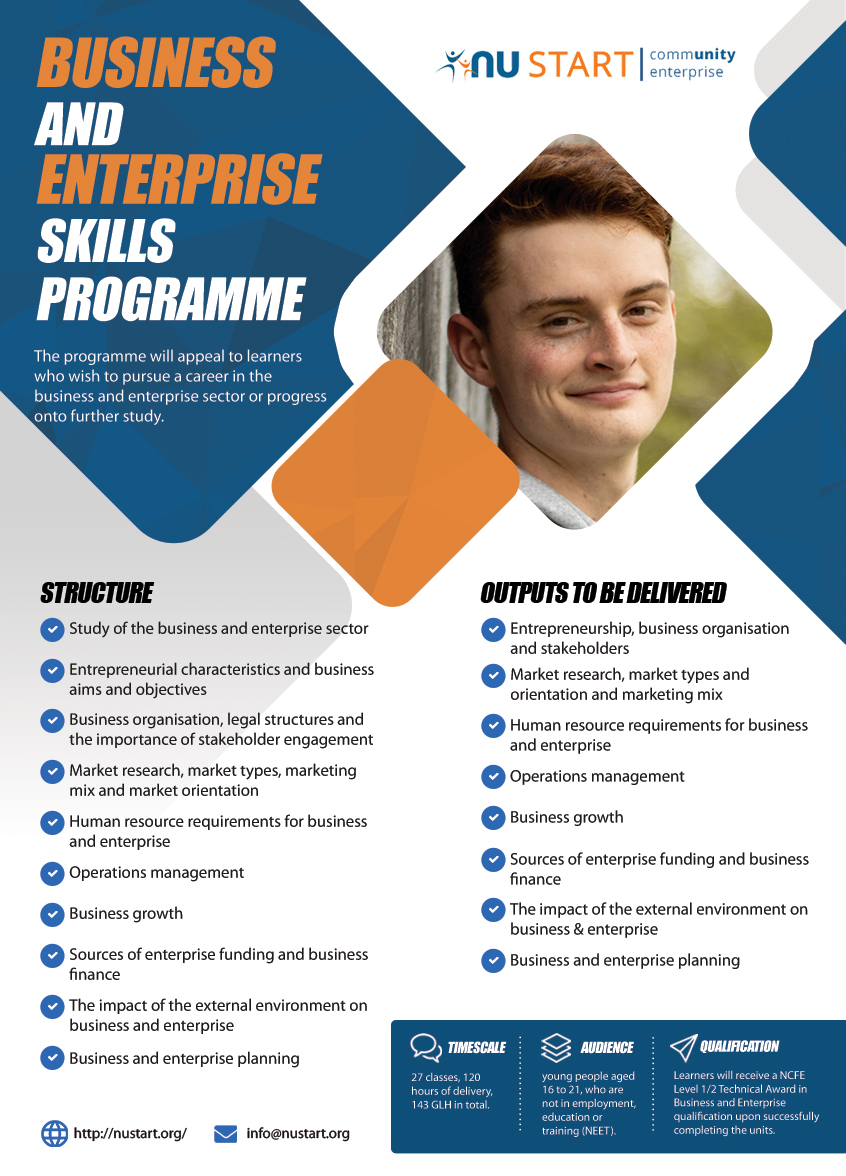 BUSINESS
AND
ENTERPRISE
SKILLS
PROGRAMME
The programme will appeal to learners
who wish to pursue a career in the
business and enterprise sector or progress
onto further study.
nu START
community
enterprise
STRUCTURE
Study of the business and enterprise sector
Entrepreneurial characteristics and business
aims and objectives
Business organisation, legal structures and
the importance of stakeholder engagement
Market research, market types, marketing
mix and market orientation
Human resource requirements for business
and enterprise
Operations management
Business growth
Sources of enterprise funding and business
finance
The impact of the external environment on
business and enterprise
Business and enterprise planning
http://nustart.org/
info@nustart.org
OUTPUTS TO BE DELIVERED
Entrepreneurship, business organisation
and stakeholders
Market research, market types and
orientation and marketing mix
Human resource requirements for business
and enterprise
Operations management
Business growth
Sources of enterprise funding and business
finance
The impact of the external environment on
business & enterprise
Business and enterprise planning
TIMESCALE
27 classes, 120
hours of delivery,
143 GLH in total.
AUDIENCE
young people aged
16 to 21, who are
not in employment,
education or
training (NEET).
QUALIFICATION
Learners will receive a NCFE
Level 1/2 Technical Award in
Business and Enterprise
qualification upon successfully
completing the units.